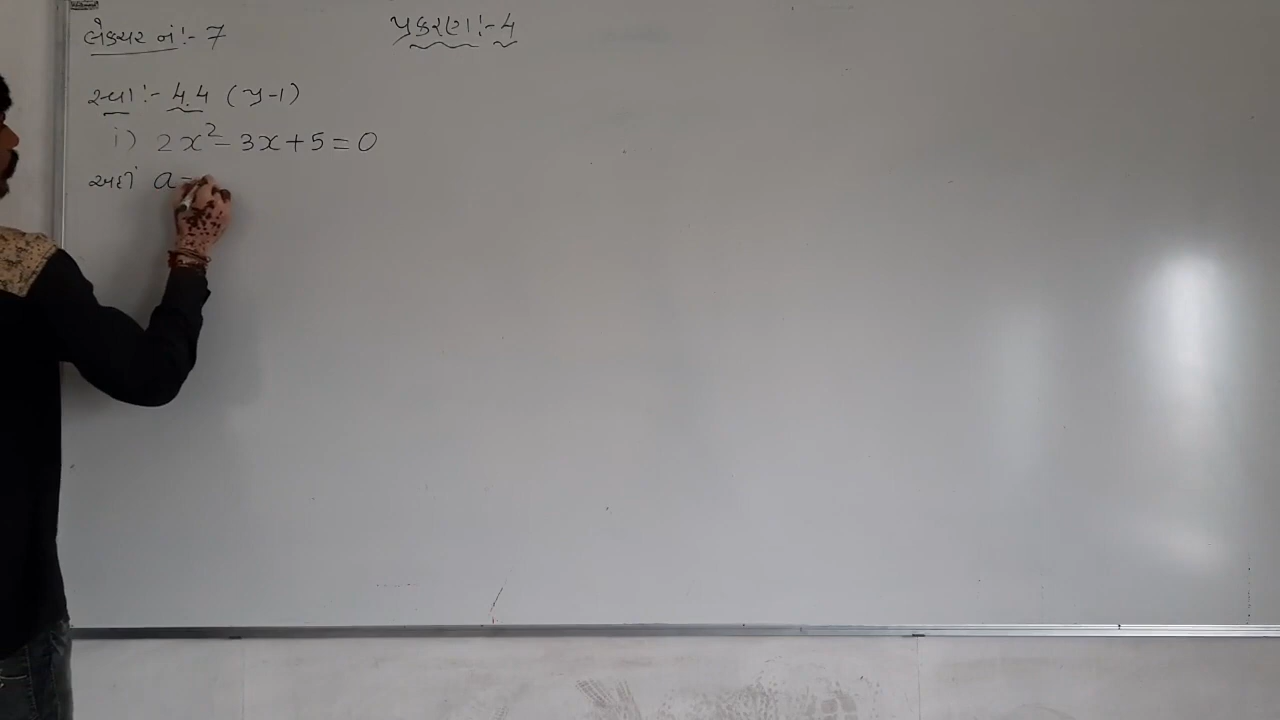 લેક્ચર નં:- 7
પ્રકરણ:- 4
સ્વા:- 4.4 (પ્ર-1)
i) 2x² - 3x + 5 = 0
અહીં a =